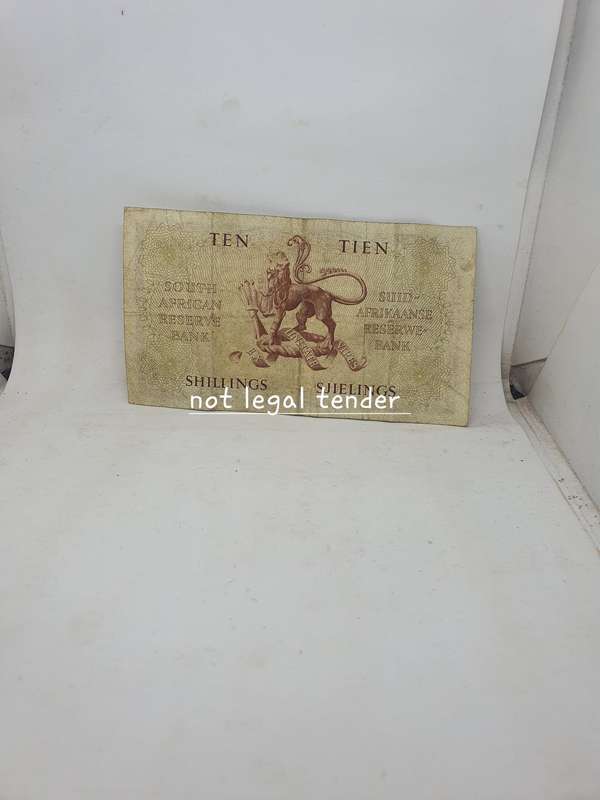 TEN TIEN
SOUTH
AFRICAN
RESERVE
BANK
SUID-
AFRIKAANSE
RESERWE-
BANK
SHILLINGS SJIELINGS
not legal tender